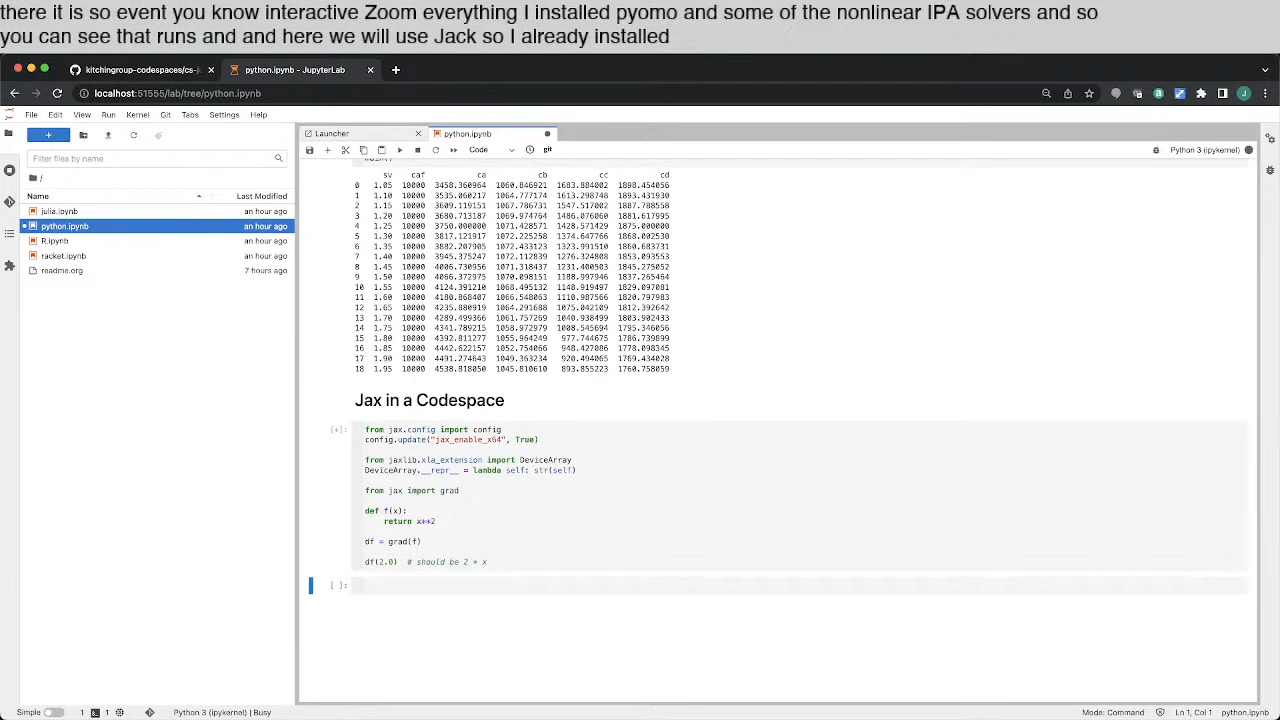 there it is so event you know interactive Zoom everything I installed pyomo and some of the nonlinear IPA solvers and so
you can see that runs and and here we will use Jack so I already installed
kitchingroup-codespaces/cs-j
python.ipynb - JupyterLab
localhost:51555/lab/tree/python.ipynb
File Edit View Run Kernel Git Tabs Settings Help
Launcher
python.ipynb
Code
Python 3 (ipykernel)
Filter files by name
/
Name Last Modified
julia.ipynb an hour ago
python.ipynb an hour ago
R.ipynb an hour ago
racket.ipynb an hour ago
readme.org 7 hours ago
sv caf ca cb cc cd
0 1.05 10000 3458.360964 1060.846921 1683.884002 1898.454056
1 1.10 10000 3535.060217 1064.777174 1613.298748 1893.431930
2 1.15 10000 3609.119151 1067.786731 1547.517002 1887.788558
3 1.20 10000 3680.713187 1069.974764 1486.076060 1881.617995
4 1.25 10000 3750.000000 1071.428571 1428.571429 1875.000000
5 1.30 10000 3817.121917 1072.225258 1374.647766 1868.002530
6 1.35 10000 3882.207905 1072.433123 1323.991510 1860.683731
7 1.40 10000 3945.375247 1072.112839 1276.324808 1853.093553
8 1.45 10000 4006.730956 1071.318437 1231.400503 1845.275052
9 1.50 10000 4066.372975 1070.098151 1188.997946 1837.265464
10 1.55 10000 4124.391210 1068.495132 1148.919497 1829.097081
11 1.60 10000 4180.868407 1066.548063 1110.987566 1820.797983
12 1.65 10000 4235.880919 1064.291688 1075.042109 1812.392642
13 1.70 10000 4289.499366 1061.757269 1040.938499 1803.902433
14 1.75 10000 4341.789215 1058.972979 1008.545694 1795.346056
15 1.80 10000 4392.811277 1055.964249 977.744675 1786.739899
16 1.85 10000 4442.622157 1052.754066 948.427086 1778.098345
17 1.90 10000 4491.274643 1049.363234 920.494065 1769.434028
18 1.95 10000 4538.818050 1045.810610 893.855223 1760.758059
Jax in a Codespace
[*]:
from jax.config import config
config.update("jax_enable_x64", True)
from jaxlib.xla_extension import DeviceArray
DeviceArray.__repr__ = lambda self: str(self)
from jax import grad
def f(x):
return x**2
df = grad(f)
df(2.0) # should be 2 * x
[ ]:
Simple 1 1 Python 3 (ipykernel) | Busy Mode: Command Ln 1, Col 1 python.ipynb